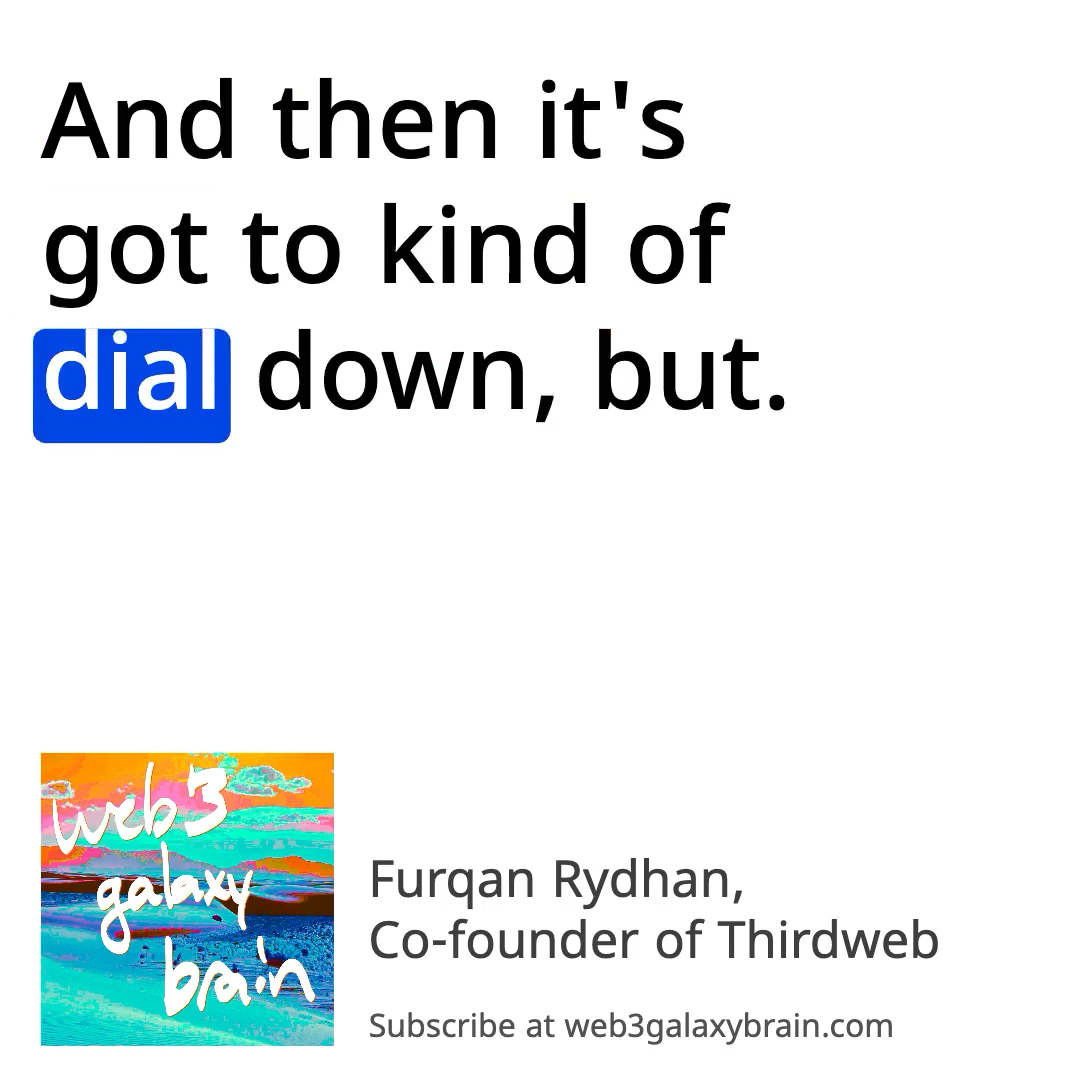 And then it's
got to kind of
dial down, but.
web3
galaxy
brain
Furqan Rydhan,
Co-founder of Thirdweb
Subscribe at web3galaxybrain.com